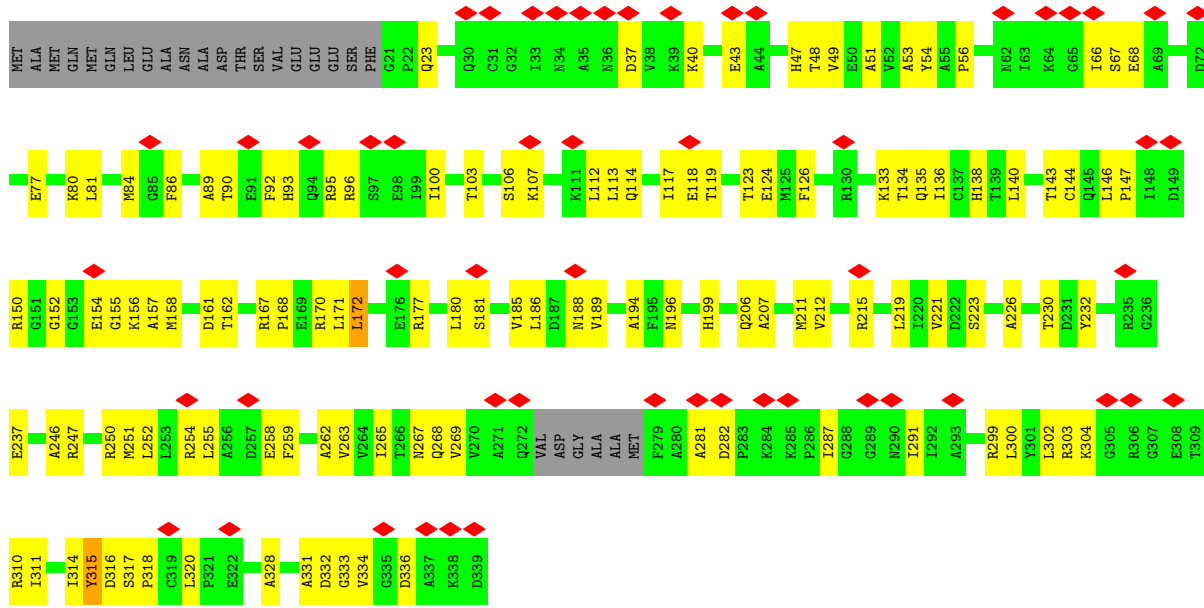 MET ALA MET GLN MET GLN LEU GLU ALA ASN ALA ASP THR SER VAL GLU GLU GLU SER PHE G21 P22 Q23 Q30 C31 G32 I33 N34 A35 N36 D37 V38 K39 K40 E43 A44 H47 T48 V49 E50 A51 V52 A53 Y54 A55 P56 N62 I63 K64 G65 I66 S67 E68 A69 D72
E77 K80 L81 M84 G85 F86 A89 T90 E91 F92 H93 Q94 R95 R96 S97 E98 I99 I100 T103 S106 K107 K111 L112 L113 Q114 I117 E118 T119 T123 E124 M125 F126 R130 K133 T134 Q135 I136 C137 H138 T139 L140 T143 C144 Q145 L146 P147 I148 D149
R150 G151 G152 G153 E154 G155 K156 A157 M158 D161 T162 R167 P168 E169 R170 L171 L172 E176 R177 L180 S181 V185 L186 D187 N188 V189 A194 F195 N196 H199 Q206 A207 M211 V212 R215 L219 I220 V221 D222 S223 A226 T230 D231 Y232 R235 G236
E237 A246 R247 R250 M251 L252 L253 R254 L255 A256 D257 E258 F259 A262 V263 V264 I265 T266 N267 Q268 V269 V270 A271 Q272 VAL ASP GLY ALA ALA MET F279 A280 A281 D282 P283 K284 K285 P286 I287 G288 G289 N290 I291 I292 A293 R299 L300 Y301 L302 R303 K304 G305 R306 G307 E308 T309
R310 I311 I314 Y315 D316 S317 P318 C319 L320 P321 E322 A328 A331 D332 G333 V334 G335 D336 A337 K338 D339